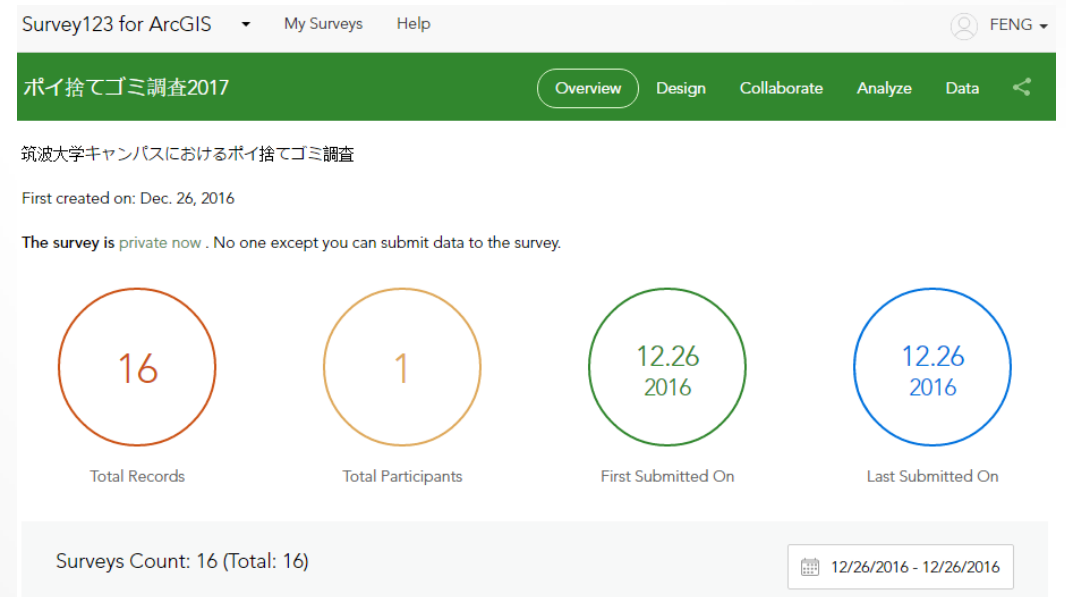 Survey123 for ArcGIS My Surveys Help FENG
ポイ捨てゴミ調査2017 Overview Design Collaborate Analyze Data
筑波大学キャンパスにおけるポイ捨てゴミ調査
First created on: Dec. 26, 2016
The survey is private now . No one except you can submit data to the survey.
16 1 12.26 12.26
2016 2016
Total Records Total Participants First Submitted On Last Submitted On
Surveys Count: 16 (Total: 16) 12/26/2016 - 12/26/2016